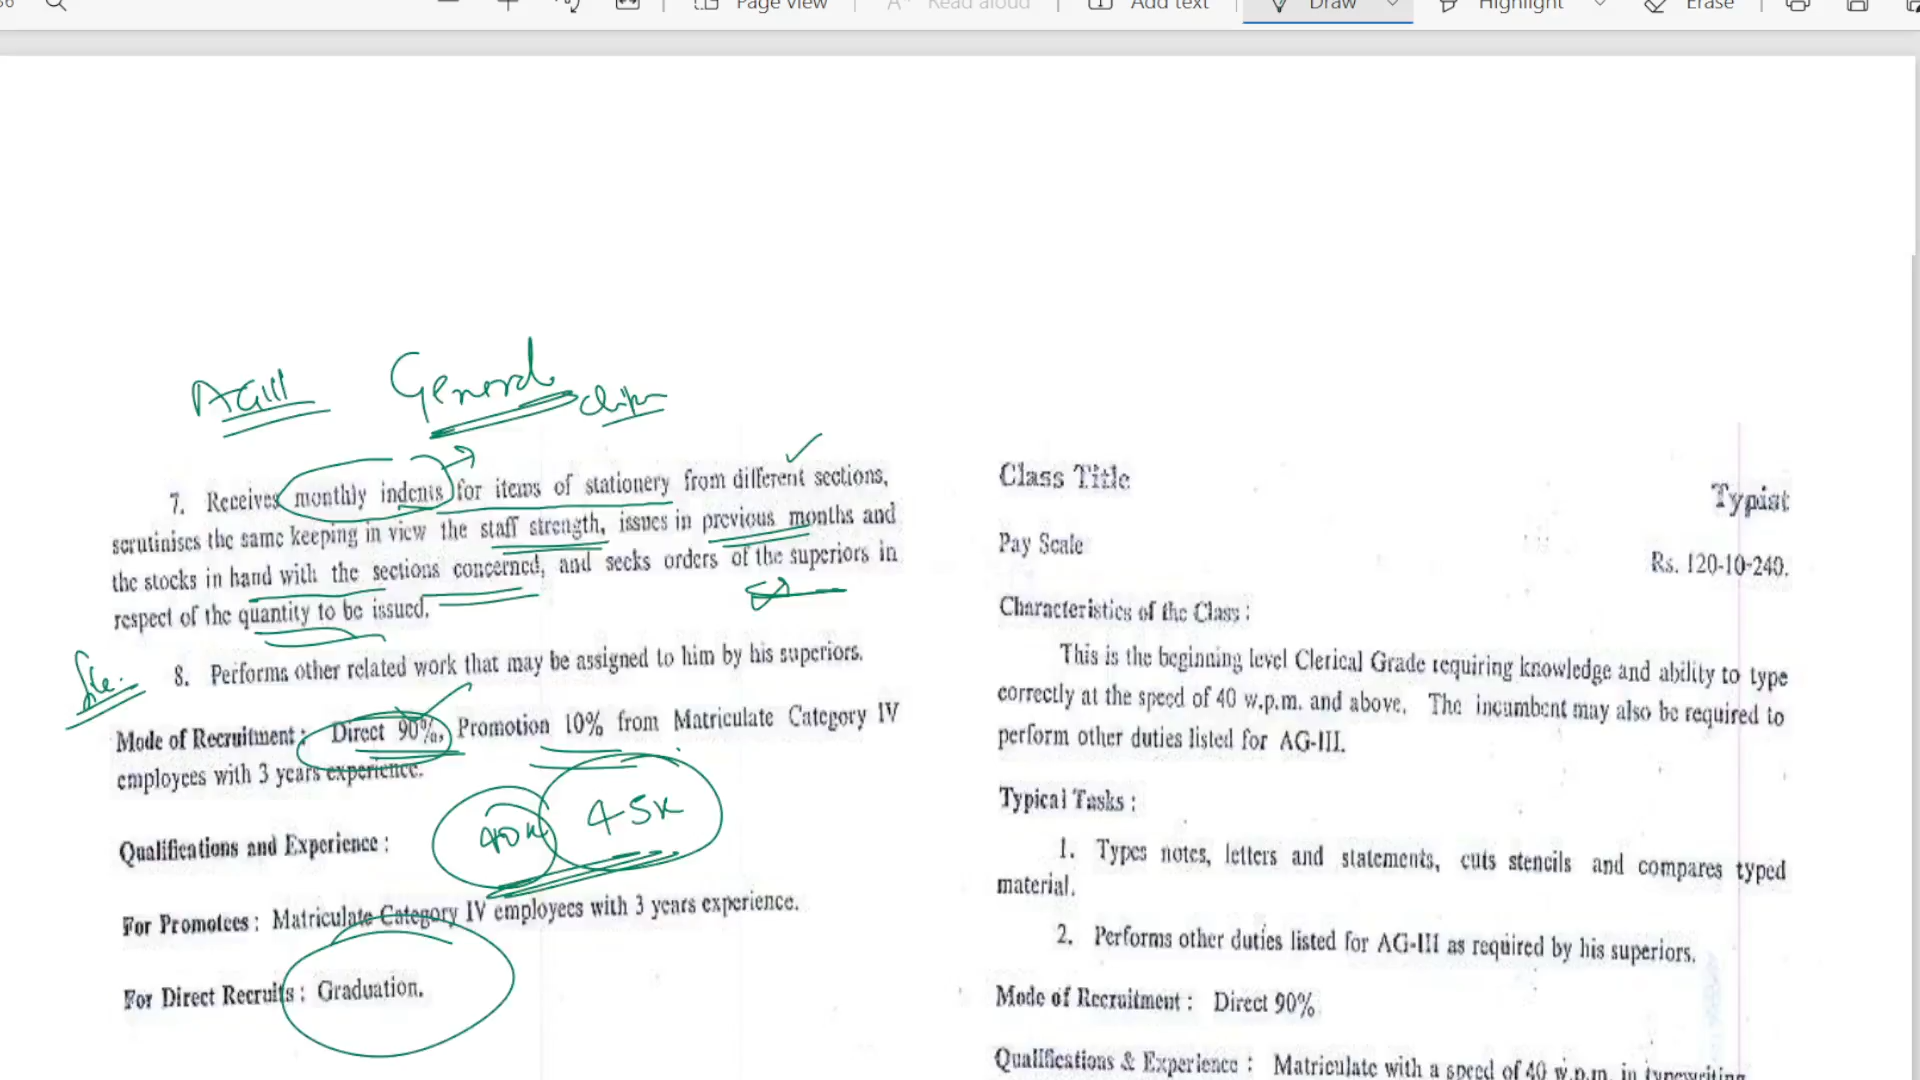 36
Page view
Read aloud
Add text
Draw
Highlight
Erase
AGIII General
7. Receives monthly indents for items of stationery from different sections,
scrutinises the same keeping in view the staff strength, issues in previous months and
the stocks in hand with the sections concerned, and seeks orders of the superiors in
respect of the quantity to be issued.
8. Performs other related work that may be assigned to him by his superiors.
Mode of Recruitment : Direct 90%, Promotion 10% from Matriculate Category IV
employees with 3 years experience.
40K 45K
Qualifications and Experience :
For Promotees : Matriculate Category IV employees with 3 years experience.
For Direct Recruits : Graduation.
Class Title
Typist
Pay Scale
Rs. 120-10-240.
Characteristics of the Class :
This is the beginning level Clerical Grade requiring knowledge and ability to type
correctly at the speed of 40 w.p.m. and above. The incumbent may also be required to
perform other duties listed for AG-III.
Typical Tasks :
1. Types notes, letters and statements, cuts stencils and compares typed
material.
2. Performs other duties listed for AG-III as required by his superiors.
Mode of Recruitment : Direct 90%
Qualifications & Experience : Matriculate with a speed of 40 w.p.m. in typewriting